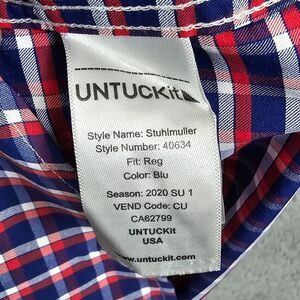 UNTUCKit
Style Name: Stuhlmuller
Style Number: 40634
Fit: Reg
Color: Blu
Season: 2020 SU 1
VEND Code: CU
CA62799
UNTUCKit
USA
www.untuckit.com